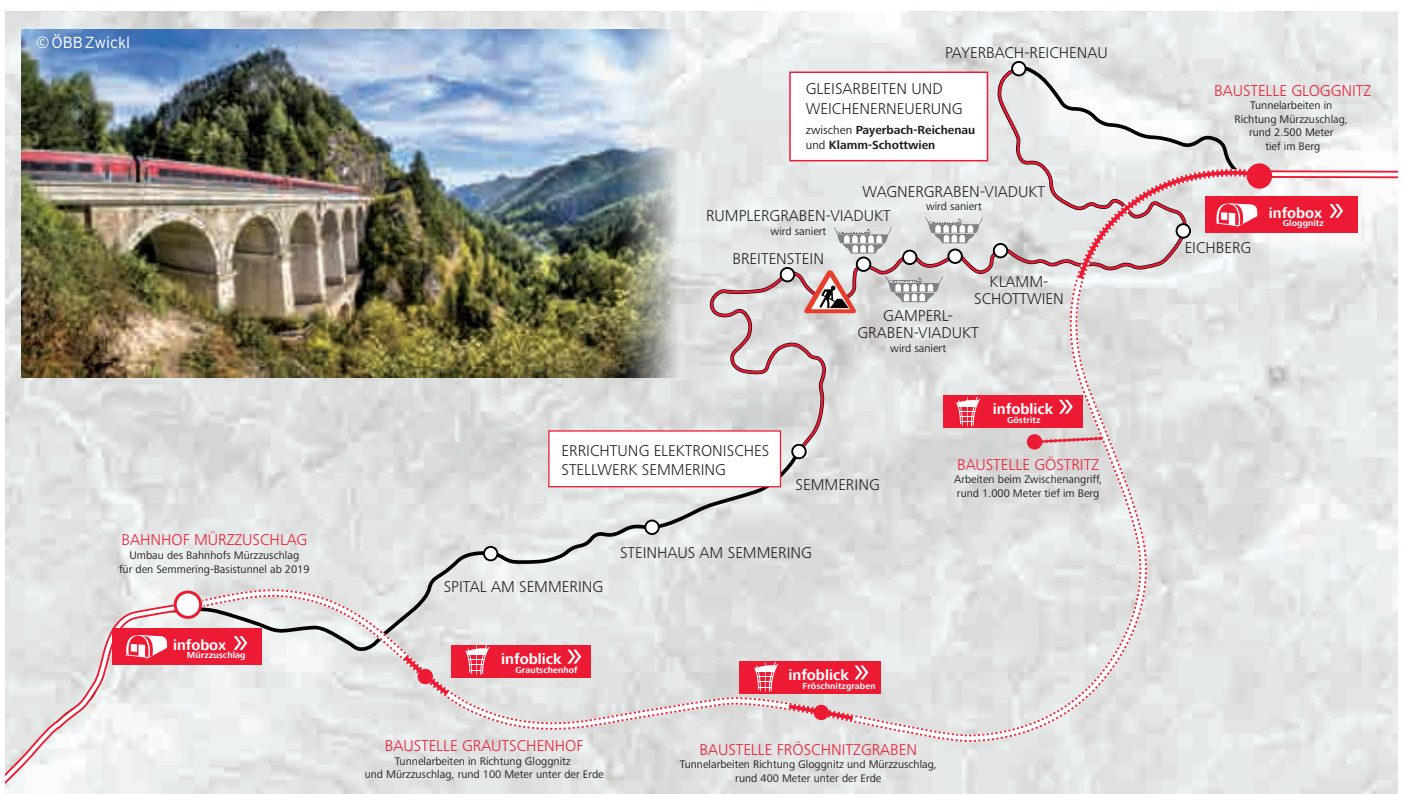 © ÖBB Zwickl
PAYERBACH-REICHENAU
GLEISARBEITEN UND
WEICHENERNEUERUNG
zwischen Payerbach-Reichenau
und Klamm-Schottwien
BAUSTELLE GLOGGNITZ
Tunnelarbeiten in
Richtung Mürzzuschlag,
rund 2.500 Meter
tief im Berg
infobox »
Gloggnitz
WAGNERGRABEN-VIADUKT
wird saniert
RUMPLERGRABEN-VIADUKT
wird saniert
BREITENSTEIN
EICHBERG
KLAMM-
SCHOTTWIEN
GAMPERL-
GRABEN-VIADUKT
wird saniert
infoblick »
Göstritz
BAUSTELLE GÖSTRITZ
Arbeiten beim Zwischenangriff,
rund 1.000 Meter tief im Berg
ERRICHTUNG ELEKTRONISCHES
STELLWERK SEMMERING
SEMMERING
STEINHAUS AM SEMMERING
SPITAL AM SEMMERING
BAHNHOF MÜRZZUSCHLAG
Umbau des Bahnhofs Mürzzuschlag
für den Semmering-Basistunnel ab 2019
infobox »
Mürzzuschlag
infoblick »
Grautschenhof
infoblick »
Fröschnitzgraben
BAUSTELLE GRAUTSCHENHOF
Tunnelarbeiten in Richtung Gloggnitz
und Mürzzuschlag, rund 100 Meter unter der Erde
BAUSTELLE FRÖSCHNITZGRABEN
Tunnelarbeiten Richtung Gloggnitz und Mürzzuschlag,
rund 400 Meter unter der Erde